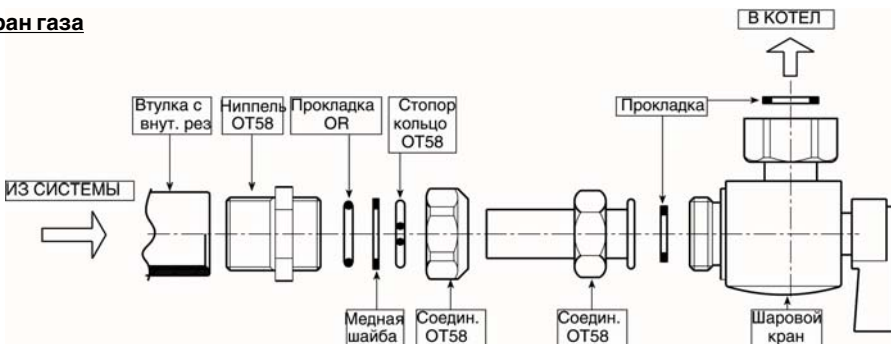 ран газа
В КОТЕЛ
Втулка с
внут. рез
Ниппель
ОТ58
Прокладка
OR
Стопор
кольцо
ОТ58
Прокладка
ИЗ СИСТЕМЫ
Медная
шайба
Соедин.
ОТ58
Соедин.
ОТ58
Шаровой
кран